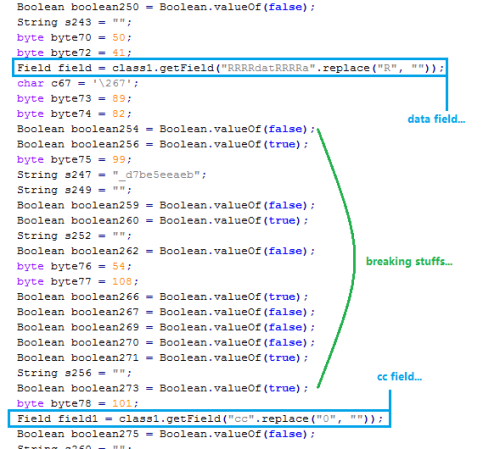 Boolean boolean250 = Boolean.valueOf(false);
String s243 = "";
byte byte70 = 50;
byte byte72 = 41;
Field field = class1.getField("RRRRdatRRRRa".replace("R", ""));
char c67 = '\267';
data field...
byte byte73 = 89;
byte byte74 = 82;
Boolean boolean254 = Boolean.valueOf(false);
Boolean boolean256 = Boolean.valueOf(true);
byte byte75 = 99;
String s247 = "_d7be5eeaeb";
String s249 = "";
Boolean boolean259 = Boolean.valueOf(false);
Boolean boolean260 = Boolean.valueOf(true);
String s252 = "";
Boolean boolean262 = Boolean.valueOf(false);
breaking stuffs...
byte byte76 = 54;
byte byte77 = 108;
Boolean boolean266 = Boolean.valueOf(true);
Boolean boolean267 = Boolean.valueOf(false);
Boolean boolean269 = Boolean.valueOf(false);
Boolean boolean270 = Boolean.valueOf(false);
Boolean boolean271 = Boolean.valueOf(true);
String s256 = "";
cc field...
Boolean boolean273 = Boolean.valueOf(true);
byte byte78 = 101;
Field field1 = class1.getField("cc".replace("0", ""));
Boolean boolean275 = Boolean.valueOf(false);
String s260 = "";